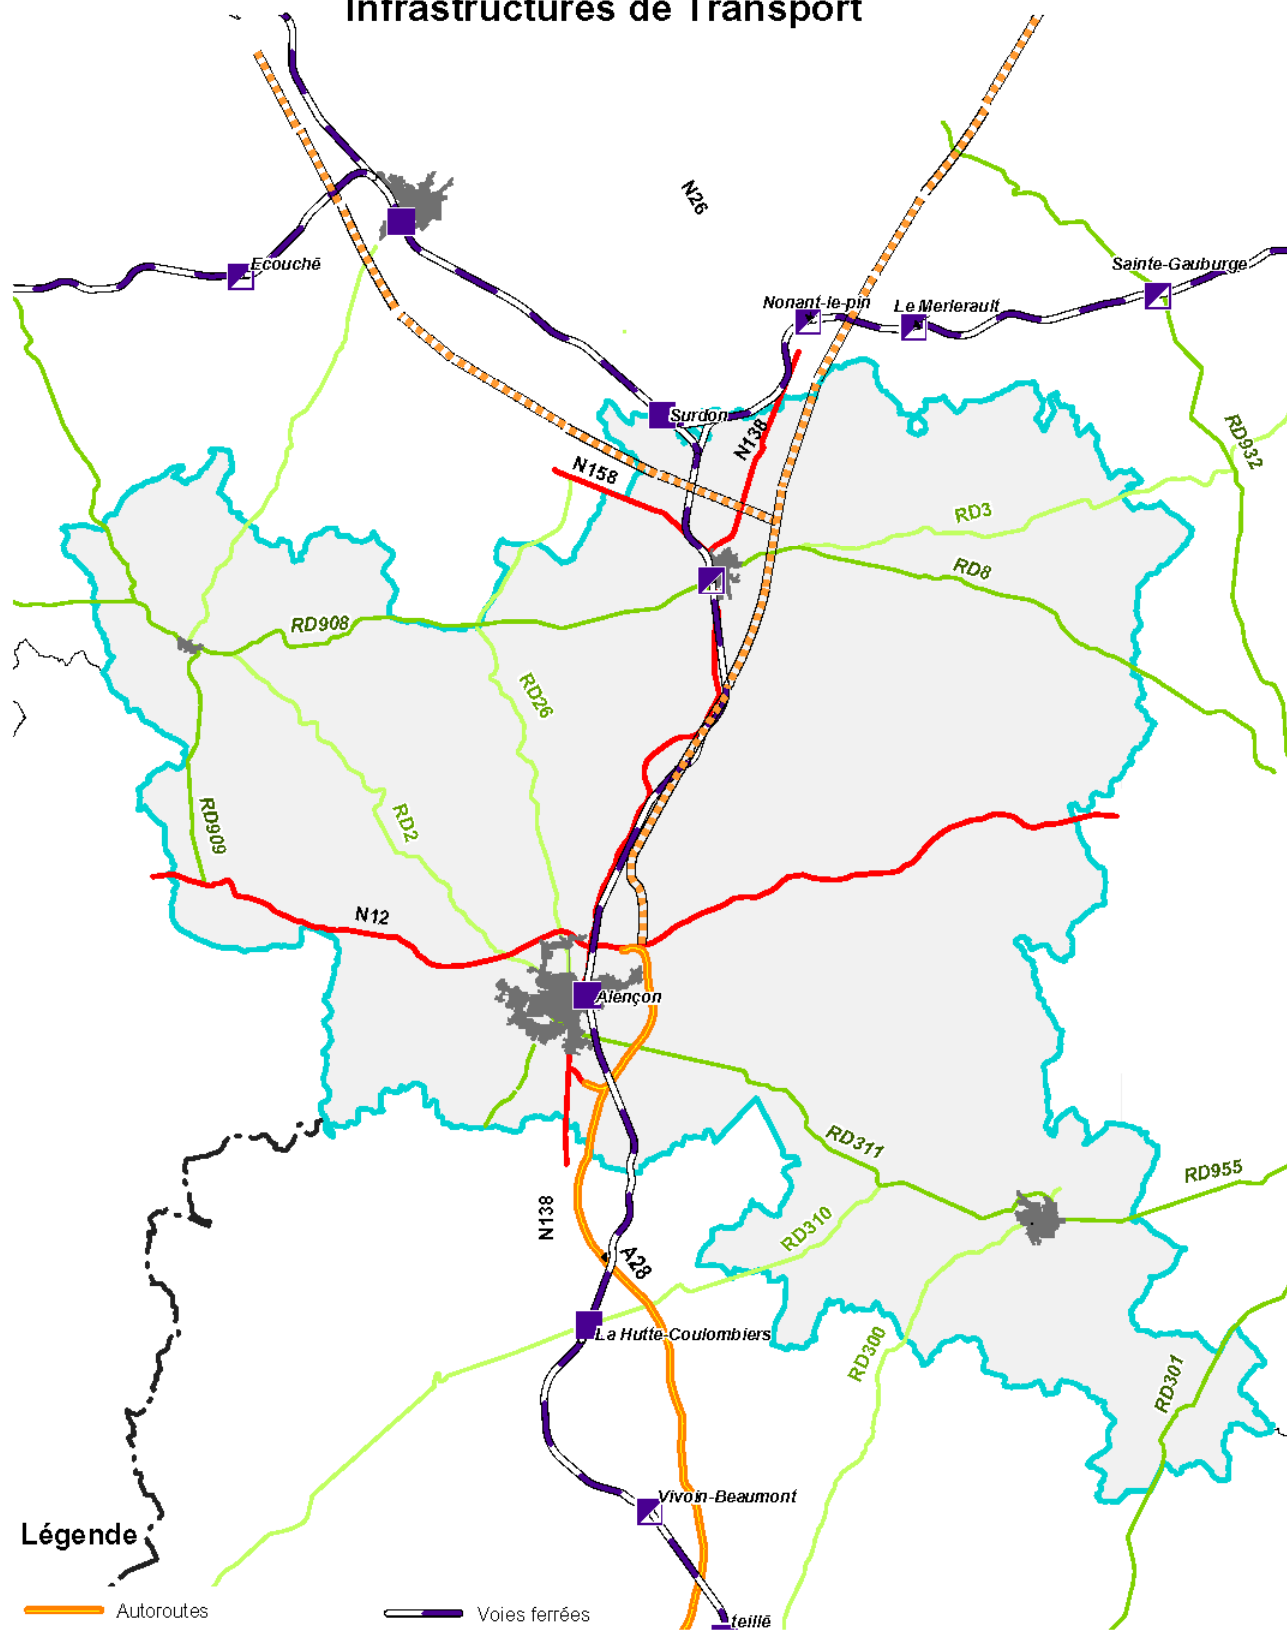 Infrastructures de Transport
N26
Ecouché
Sainte-Gauburge
Nonant-le-pin
Le Merlerault
Surdon
N138
RD932
N158
RD3
RD8
RD908
RD26
RD2
RD909
N12
Alençon
RD311
RD955
N138
RD310
A28
La Hutte-Coulombiers
RD300
RD301
Vivoin-Beaumont
Légende
Autoroutes
Voies ferrées
teillé